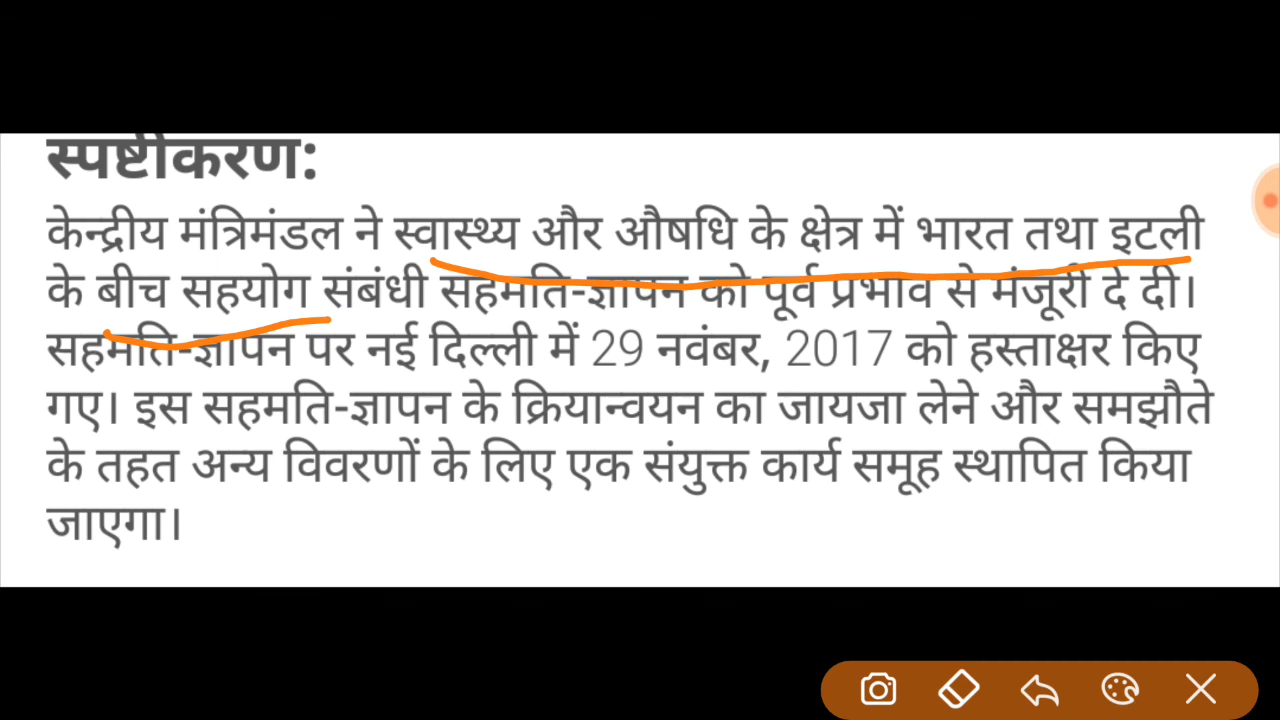 स्पष्टीकरण:
केन्द्रीय मंत्रिमंडल ने स्वास्थ्य और औषधि के क्षेत्र में भारत तथा इटली
के बीच सहयोग संबंधी सहमति-ज्ञापन को पूर्व प्रभाव से मंजूरी दे दी।
सहमति-ज्ञापन पर नई दिल्ली में 29 नवंबर, 2017 को हस्ताक्षर किए
गए। इस सहमति-ज्ञापन के क्रियान्वयन का जायजा लेने और समझौते
के तहत अन्य विवरणों के लिए एक संयुक्त कार्य समूह स्थापित किया
जाएगा।